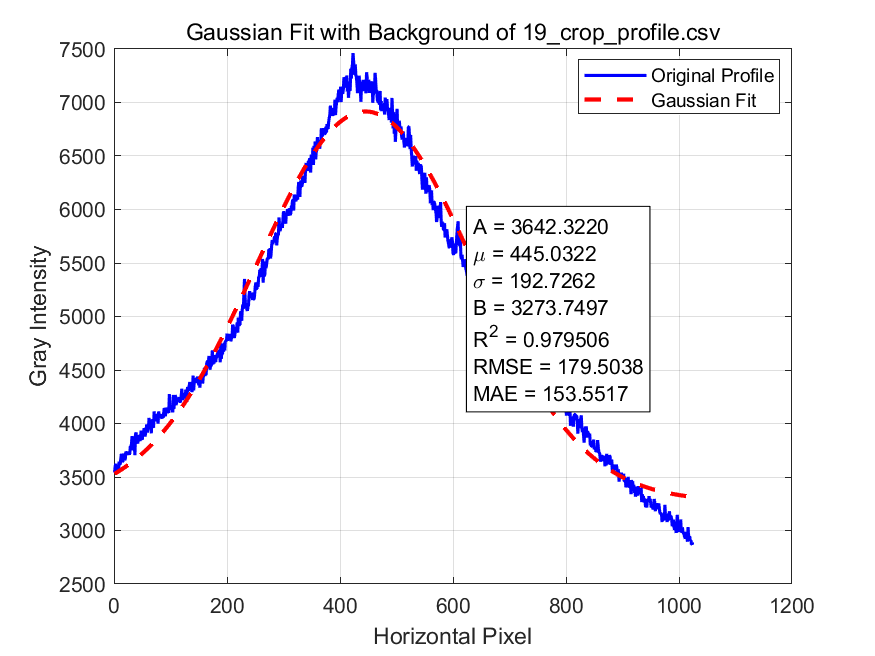 Gaussian Fit with Background of 19_crop_profile.csv
7500
7000
6500
6000
5500
5000
4500
4000
3500
3000
2500
Gray Intensity
Original Profile
Gaussian Fit
A = 3642.3220
μ = 445.0322
σ = 192.7262
B = 3273.7497
R² = 0.979506
RMSE = 179.5038
MAE = 153.5517
0 200 400 600 800 1000 1200
Horizontal Pixel